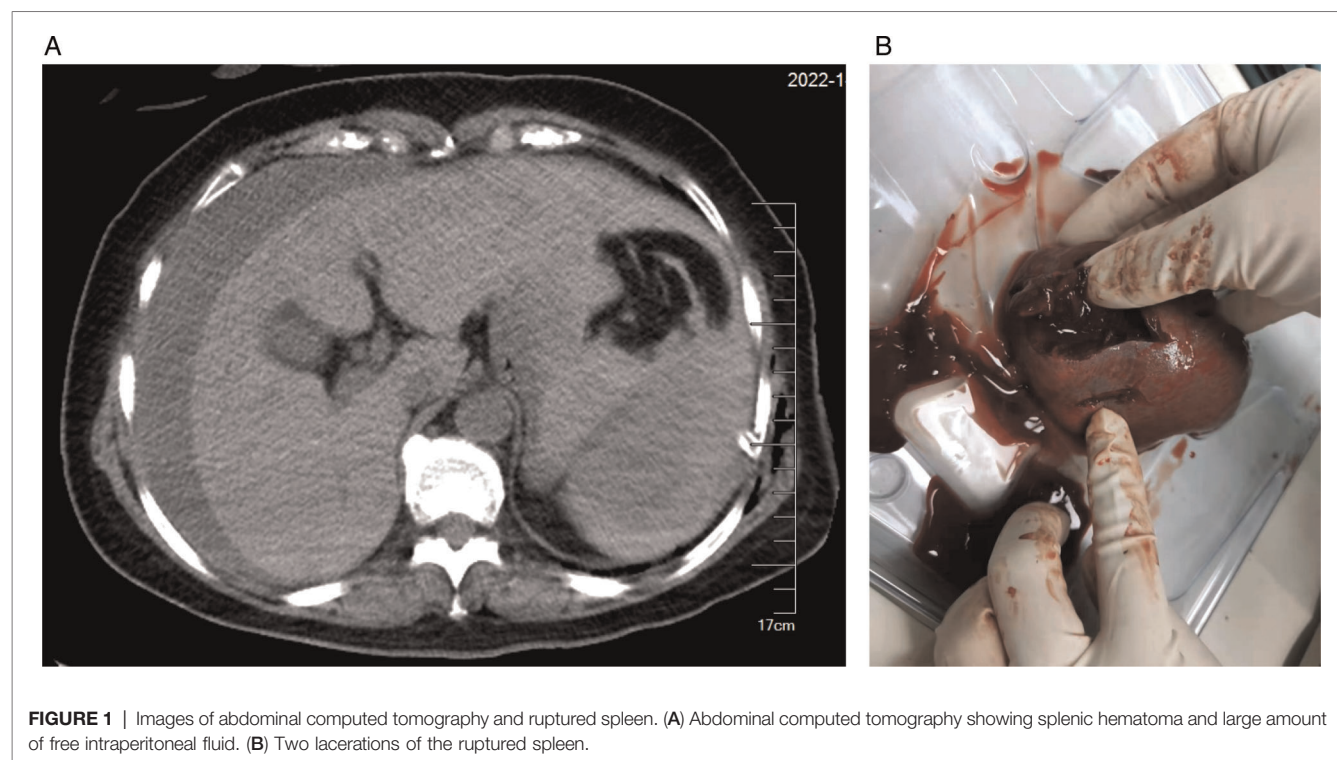 A
B
2022-1
17cm
FIGURE 1 | Images of abdominal computed tomography and ruptured spleen. (A) Abdominal computed tomography showing splenic hematoma and large amount
of free intraperitoneal fluid. (B) Two lacerations of the ruptured spleen.